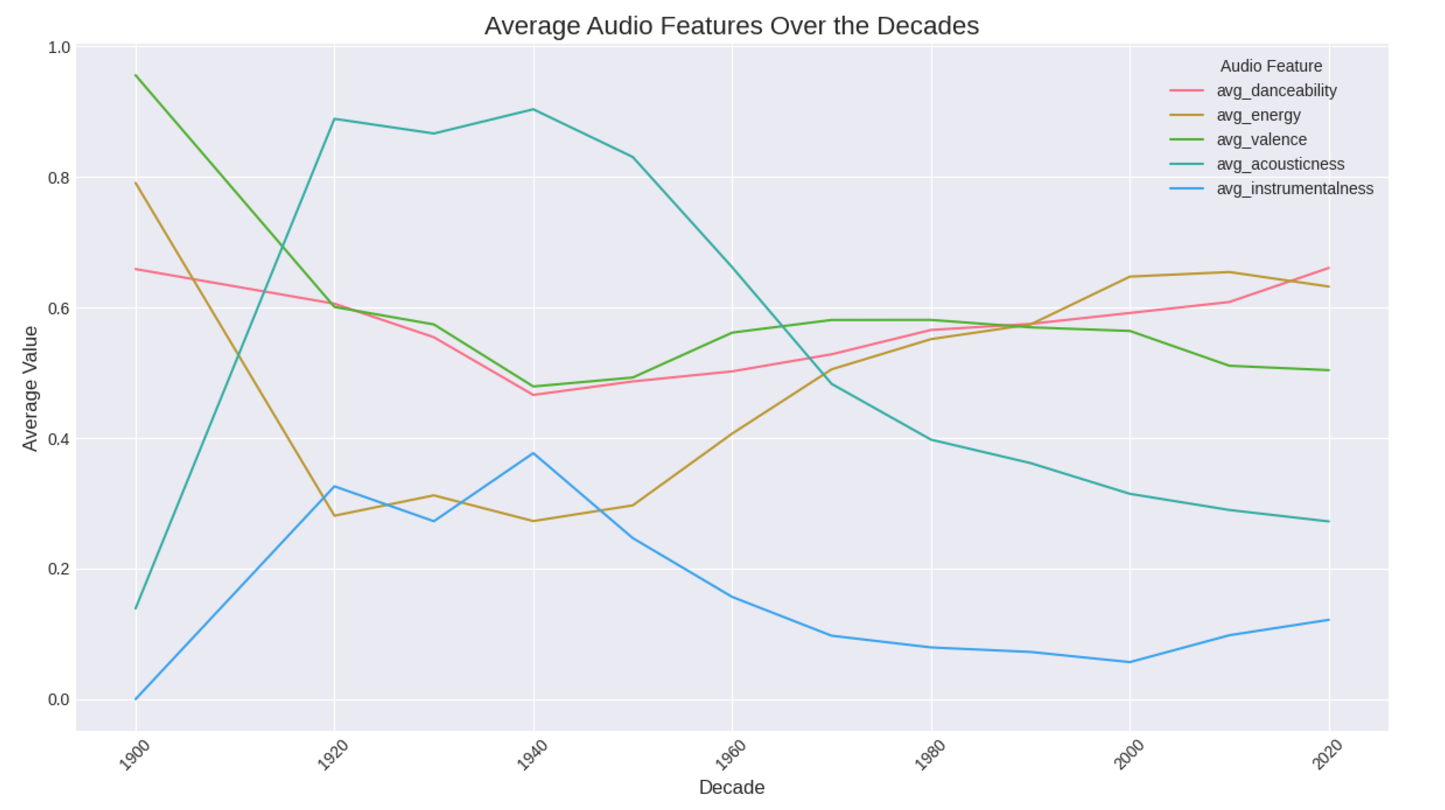 Average Audio Features Over the Decades
1.0
0.8
0.6
0.4
0.2
0.0
Average Value
Audio Feature
avg_danceability
avg_energy
avg_valence
avg_acousticness
avg_instrumentalness
1900
1920
1940
1960
1980
2000
2020
Decade